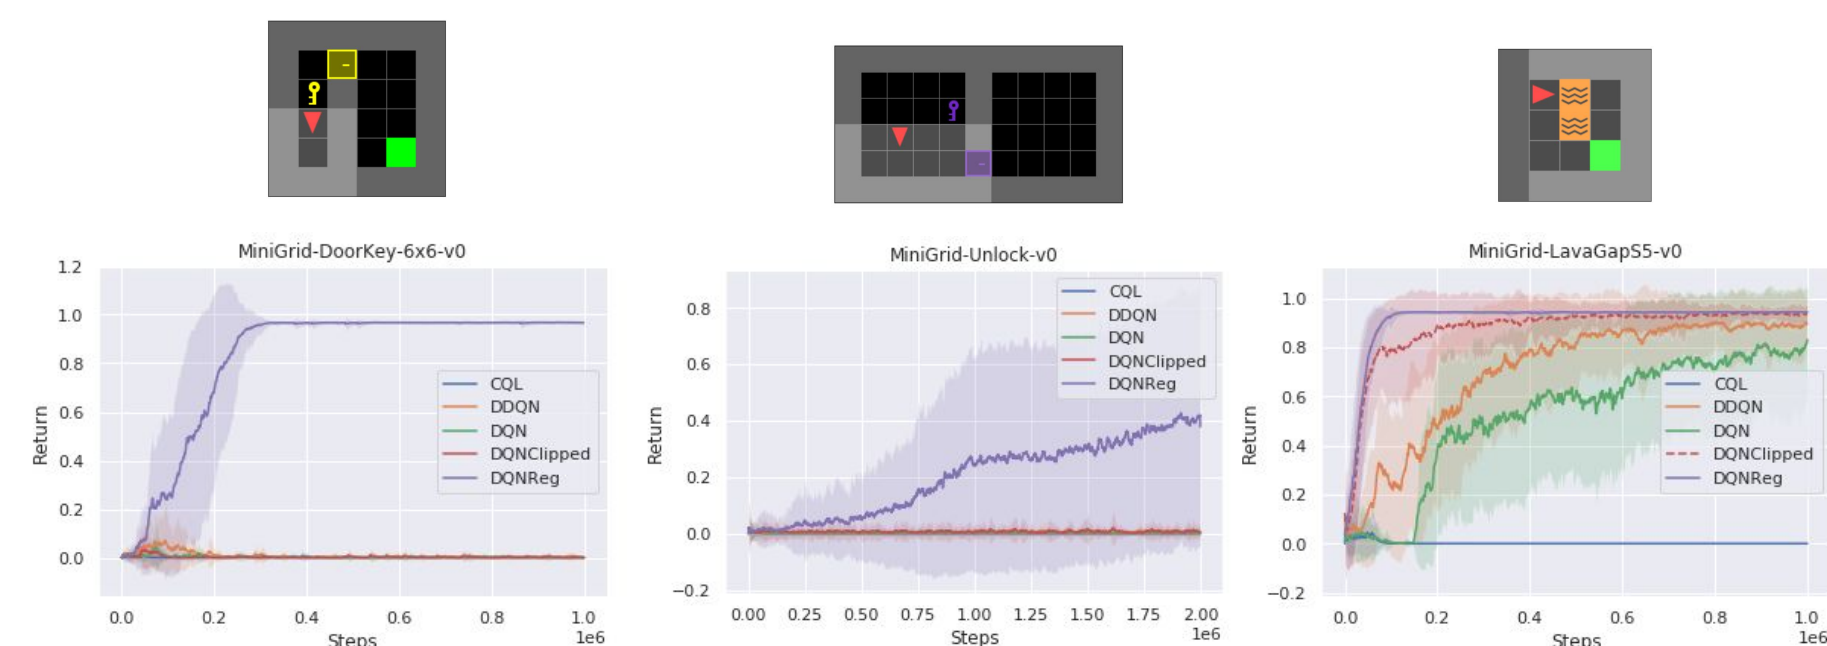 MiniGrid-DoorKey-6x6-v0
1.2
1.0
0.8
0.6
0.4
0.2
0.0
Return
CQL
DDQN
DQN
DQNClipped
DQNReg
0.0 0.2 0.4 0.6 0.8 1.0
Steps
1e6
MiniGrid-Unlock-v0
0.8
0.6
0.4
0.2
0.0
−0.2
Return
CQL
DDQN
DQN
DQNClipped
DQNReg
0.00 0.25 0.50 0.75 1.00 1.25 1.50 1.75 2.00
Steps
1e6
MiniGrid-LavaGapS5-v0
1.0
0.8
0.6
0.4
0.2
0.0
−0.2
Return
CQL
DDQN
DQN
DQNClipped
DQNReg
0.0 0.2 0.4 0.6 0.8 1.0
Steps
1e6